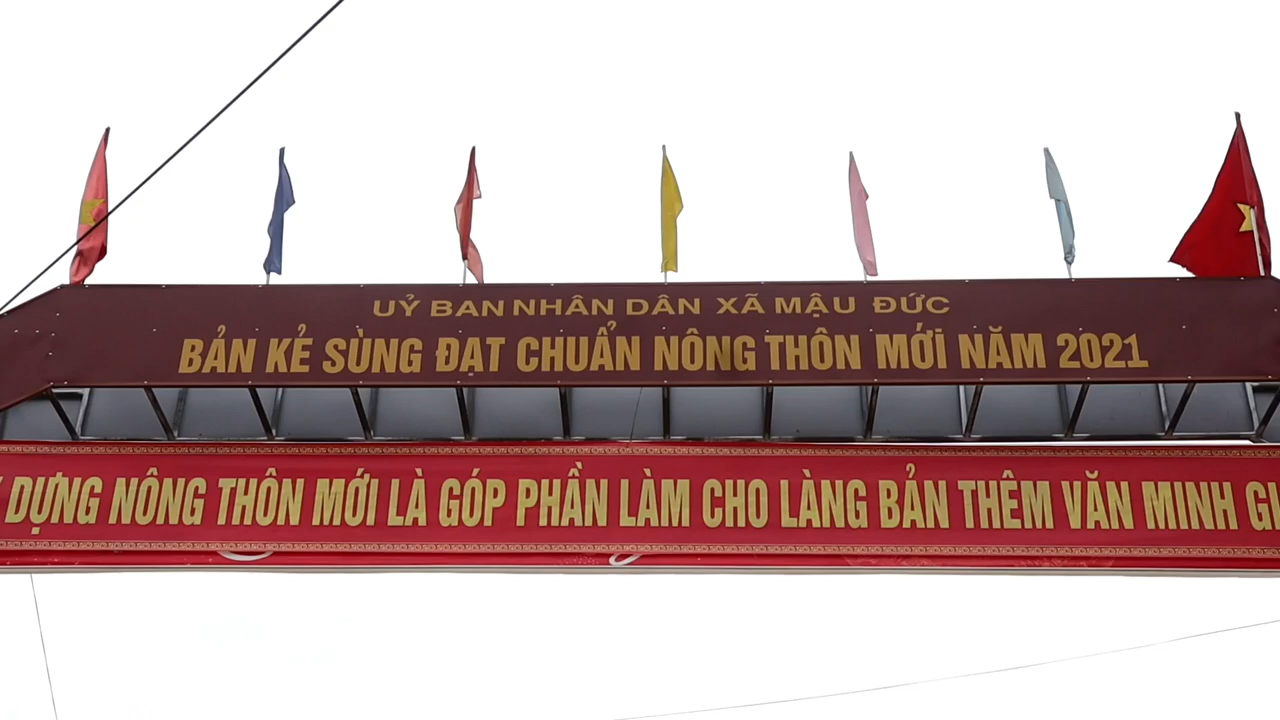 UỶ BAN NHÂN DÂN XÃ MẬU ĐỨC
BẢN KẺ SÙNG ĐẠT CHUẨN NÔNG THÔN MỚI NĂM 2021
DỰNG NÔNG THÔN MỚI LÀ GÓP PHẦN LÀM CHO LÀNG BẢN THÊM VĂN MINH GI